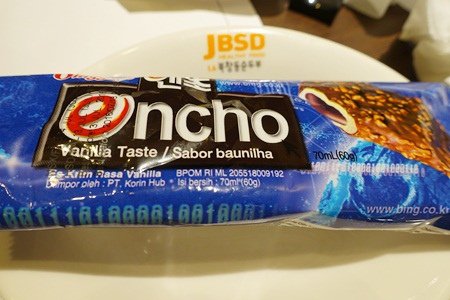 JBSD
encho
Vanilla Taste / Sabor baunilha
70mL(60g)
Es Krim Rasa Vanilla
BPOM RI ML 205518009192
Impor oleh : PT. Korin Hub
Isi bersih : 70ml(60g)
www.bing.co.kr